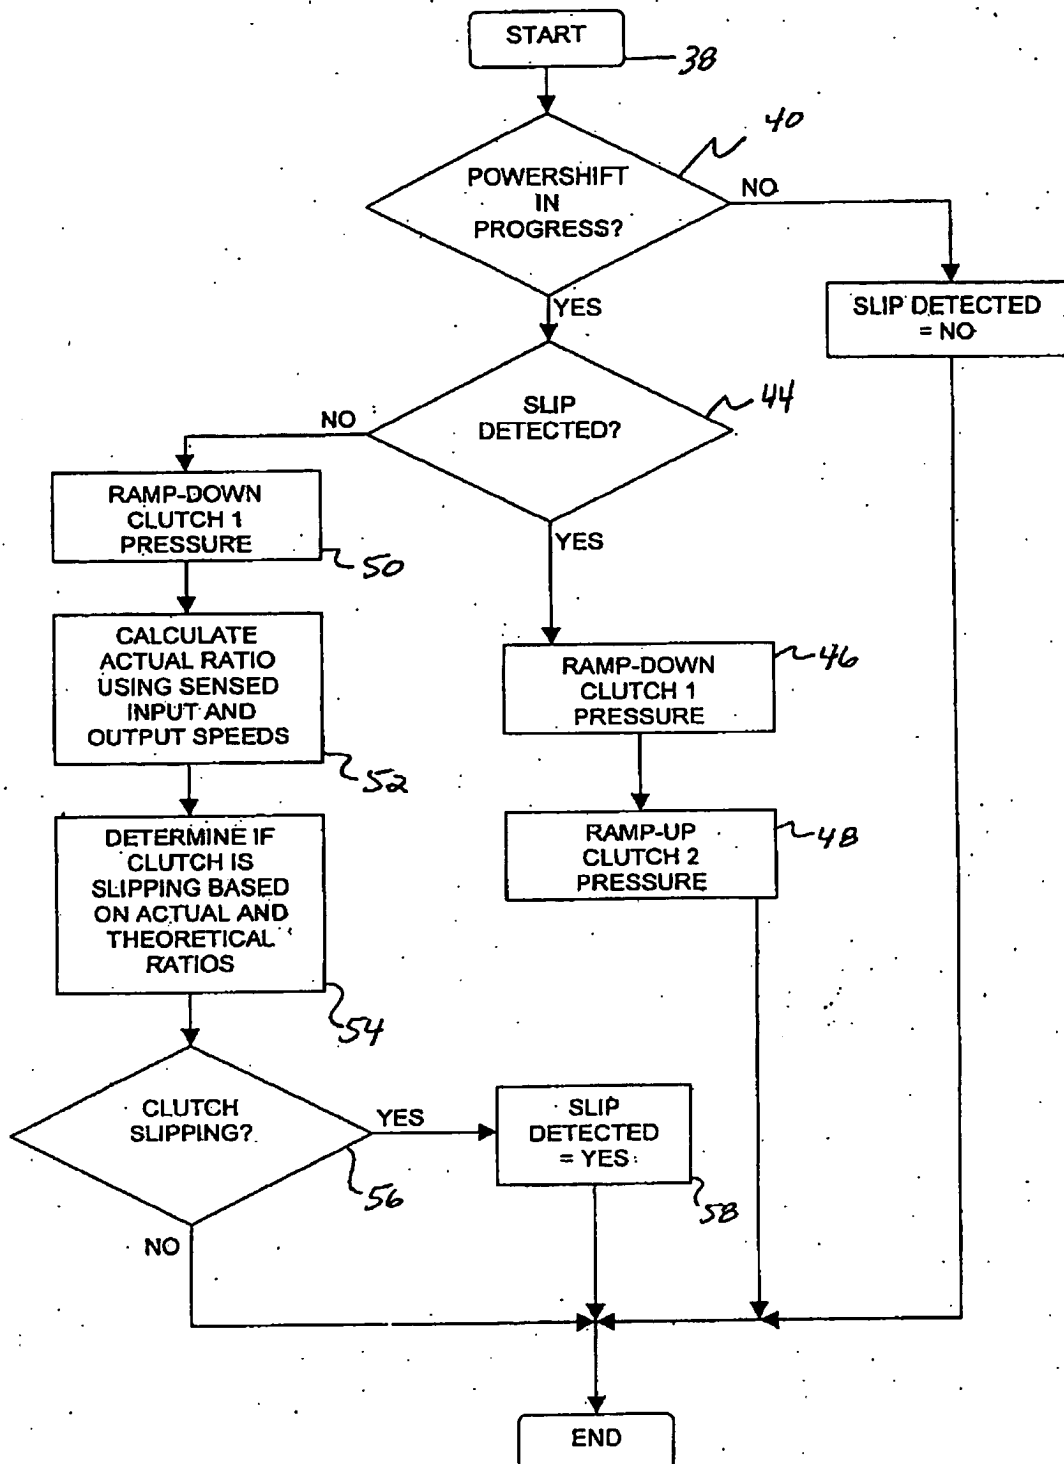 START
38
40
POWERSHIFT
IN
PROGRESS?
NO
YES
SLIP DETECTED
= NO
44
SLIP
DETECTED?
NO
YES
RAMP-DOWN
CLUTCH 1
PRESSURE
50
CALCULATE
ACTUAL RATIO
USING SENSED
INPUT AND
OUTPUT SPEEDS
52
RAMP-DOWN
CLUTCH 1
PRESSURE
46
RAMP-UP
CLUTCH 2
PRESSURE
48
DETERMINE IF
CLUTCH IS
SLIPPING BASED
ON ACTUAL AND
THEORETICAL
RATIOS
54
CLUTCH
SLIPPING?
YES
56
NO
SLIP
DETECTED
= YES
58
END